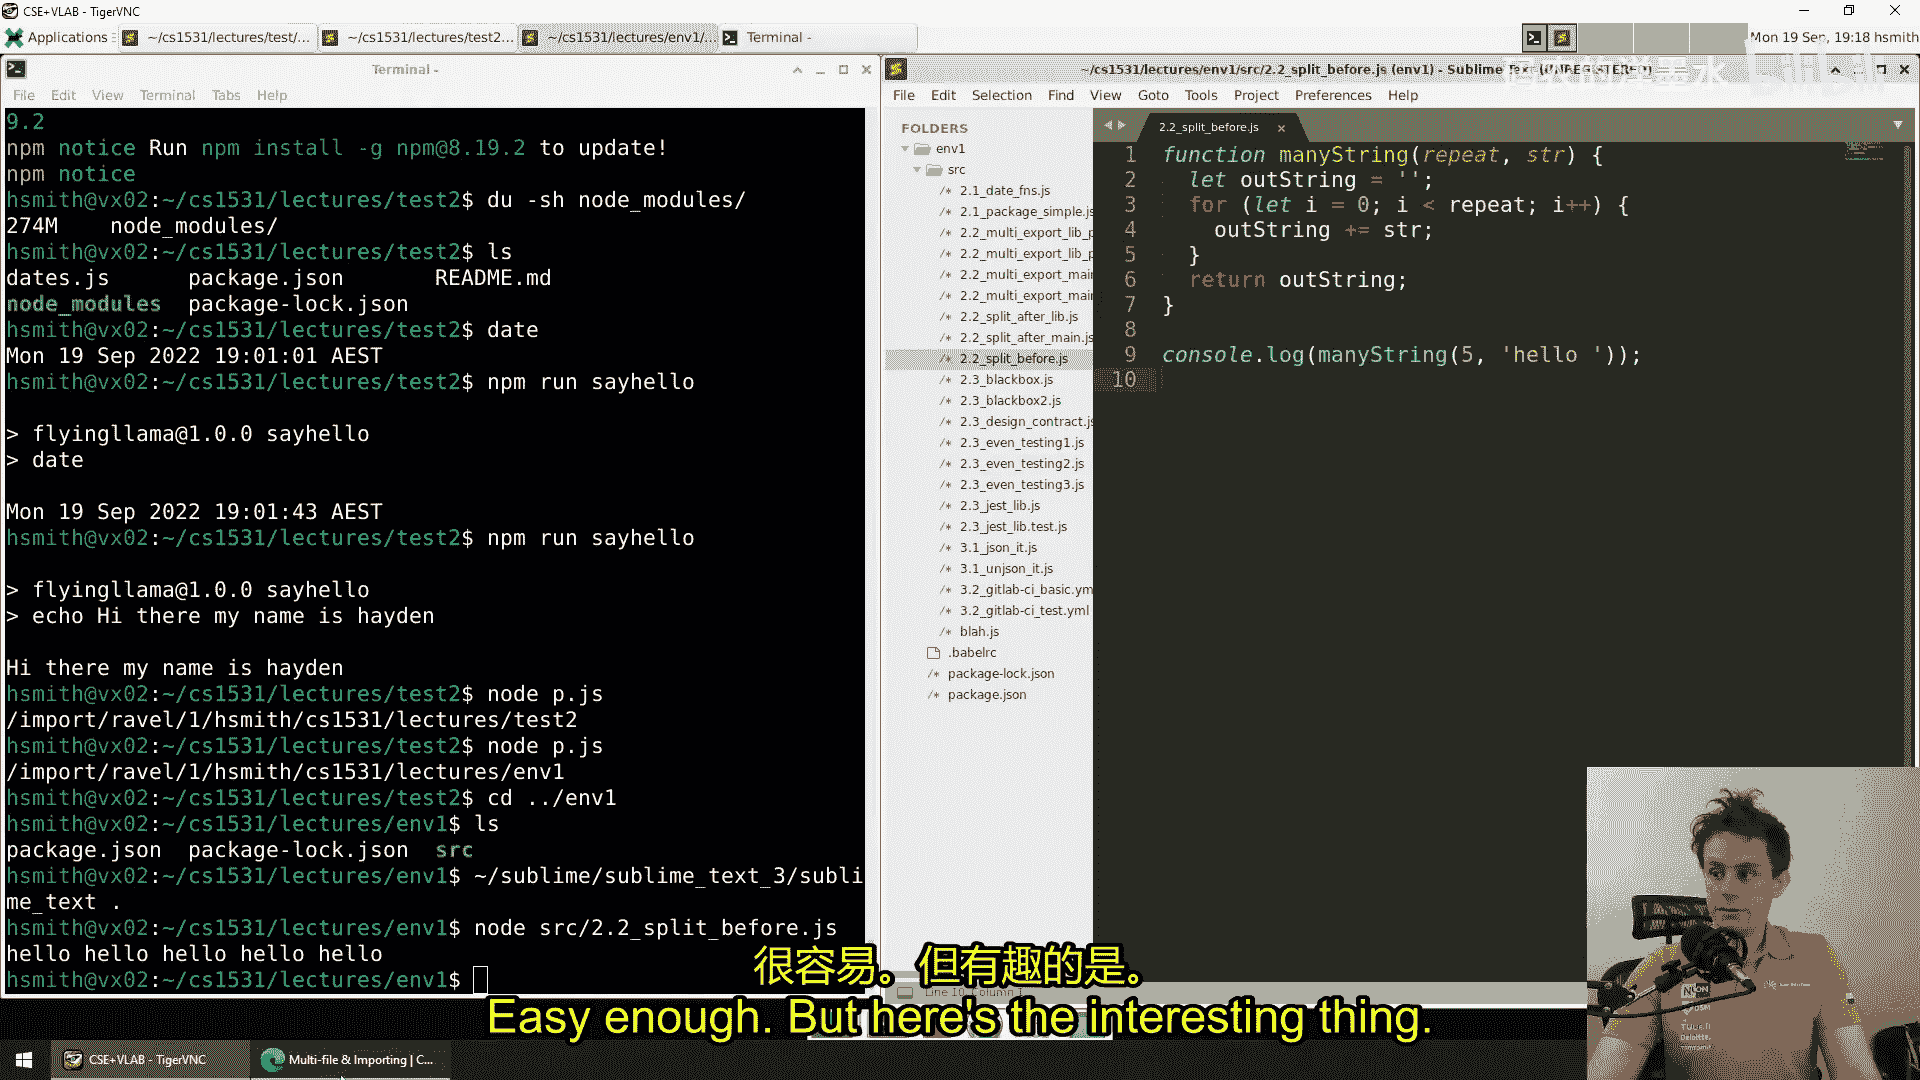 CSE+VLAB - TigerVNC
Applications
~/cs1531/lectures/test/...
~/cs1531/lectures/test2...
~/cs1531/lectures/env1/...
Terminal -
Mon 19 Sep, 19:18 hsmith
Terminal -
File Edit View Terminal Tabs Help
9.2
npm notice Run npm install -g npm@8.19.2 to update!
npm notice
hsmith@vx02:~/cs1531/lectures/test2$ du -sh node_modules/
274M    node_modules/
hsmith@vx02:~/cs1531/lectures/test2$ ls
dates.js      package.json       README.md
node_modules  package-lock.json
hsmith@vx02:~/cs1531/lectures/test2$ date
Mon 19 Sep 2022 19:01:01 AEST
hsmith@vx02:~/cs1531/lectures/test2$ npm run sayhello
> flyingllama@1.0.0 sayhello
> date
Mon 19 Sep 2022 19:01:43 AEST
hsmith@vx02:~/cs1531/lectures/test2$ npm run sayhello
> flyingllama@1.0.0 sayhello
> echo Hi there my name is hayden
Hi there my name is hayden
hsmith@vx02:~/cs1531/lectures/test2$ node p.js
/import/ravel/1/hsmith/cs1531/lectures/test2
hsmith@vx02:~/cs1531/lectures/test2$ node p.js
/import/ravel/1/hsmith/cs1531/lectures/env1
hsmith@vx02:~/cs1531/lectures/test2$ cd ../env1
hsmith@vx02:~/cs1531/lectures/env1$ ls
package.json  package-lock.json  src
hsmith@vx02:~/cs1531/lectures/env1$ ~/sublime/sublime_text_3/subli
me_text .
hsmith@vx02:~/cs1531/lectures/env1$ node src/2.2_split_before.js
hello hello hello hello hello
hsmith@vx02:~/cs1531/lectures/env1$
~/cs1531/lectures/env1/src/2.2_split_before.js (env1) - Sublime Text (UNREGISTERED)
File Edit Selection Find View Goto Tools Project Preferences Help
FOLDERS
env1
src
/* 2.1_date_fns.js
/* 2.1_package_simple.js
/* 2.2_multi_export_lib_p
/* 2.2_multi_export_lib_p
/* 2.2_multi_export_mai
/* 2.2_multi_export_mai
/* 2.2_split_after_lib.js
/* 2.2_split_after_main.js
/* 2.2_split_before.js
/* 2.3_blackbox.js
/* 2.3_blackbox2.js
/* 2.3_design_contract.js
/* 2.3_even_testing1.js
/* 2.3_even_testing2.js
/* 2.3_even_testing3.js
/* 2.3_jest_lib.js
/* 2.3_jest_lib.test.js
/* 3.1_json_it.js
/* 3.1_unjson_it.js
/* 3.2_gitlab-ci_basic.ym
/* 3.2_gitlab-ci_test.yml
/* blah.js
.babelrc
/* package-lock.json
/* package.json
2.2_split_before.js
1 function manyString(repeat, str) {
2   let outString = '';
3   for (let i = 0; i < repeat; i++) {
4     outString += str;
5   }
6   return outString;
7 }
8
9 console.log(manyString(5, 'hello '));
10
Line 10, Column 1
很容易。但有趣的是。
Easy enough. But here's the interesting thing.
CSE+VLAB - TigerVNC
Multi-file & Importing | C...